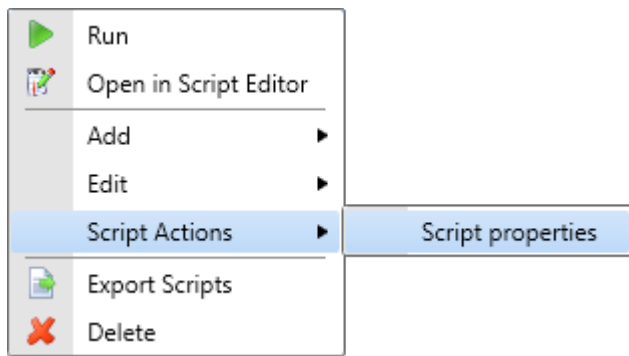 Run
Open in Script Editor
Add
Edit
Script Actions
Script properties
Export Scripts
Delete